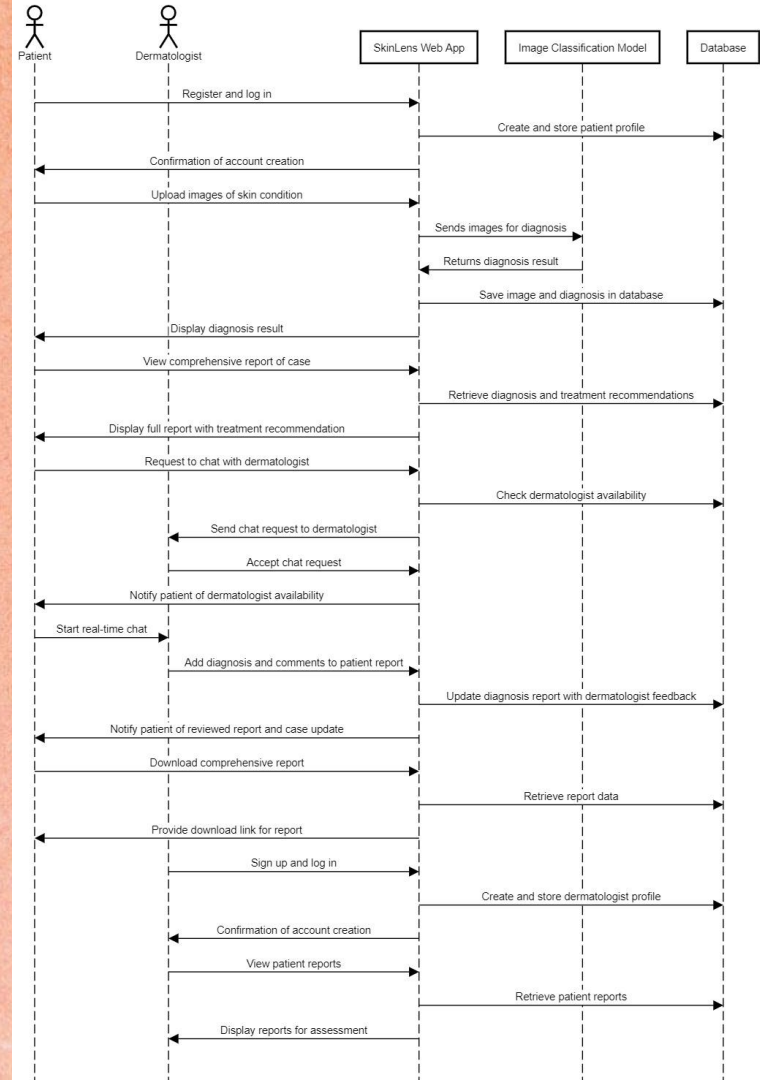 Patient
Dermatologist
SkinLens Web App
Image Classification Model
Database
Register and log in
Create and store patient profile
Confirmation of account creation
Upload images of skin condition
Sends images for diagnosis
Returns diagnosis result
Save image and diagnosis in database
Display diagnosis result
View comprehensive report of case
Retrieve diagnosis and treatment recommendations
Display full report with treatment recommendation
Request to chat with dermatologist
Check dermatologist availability
Send chat request to dermatologist
Accept chat request
Notify patient of dermatologist availability
Start real-time chat
Add diagnosis and comments to patient report
Update diagnosis report with dermatologist feedback
Notify patient of reviewed report and case update
Download comprehensive report
Retrieve report data
Provide download link for report
Sign up and log in
Create and store dermatologist profile
Confirmation of account creation
View patient reports
Retrieve patient reports
Display reports for assessment